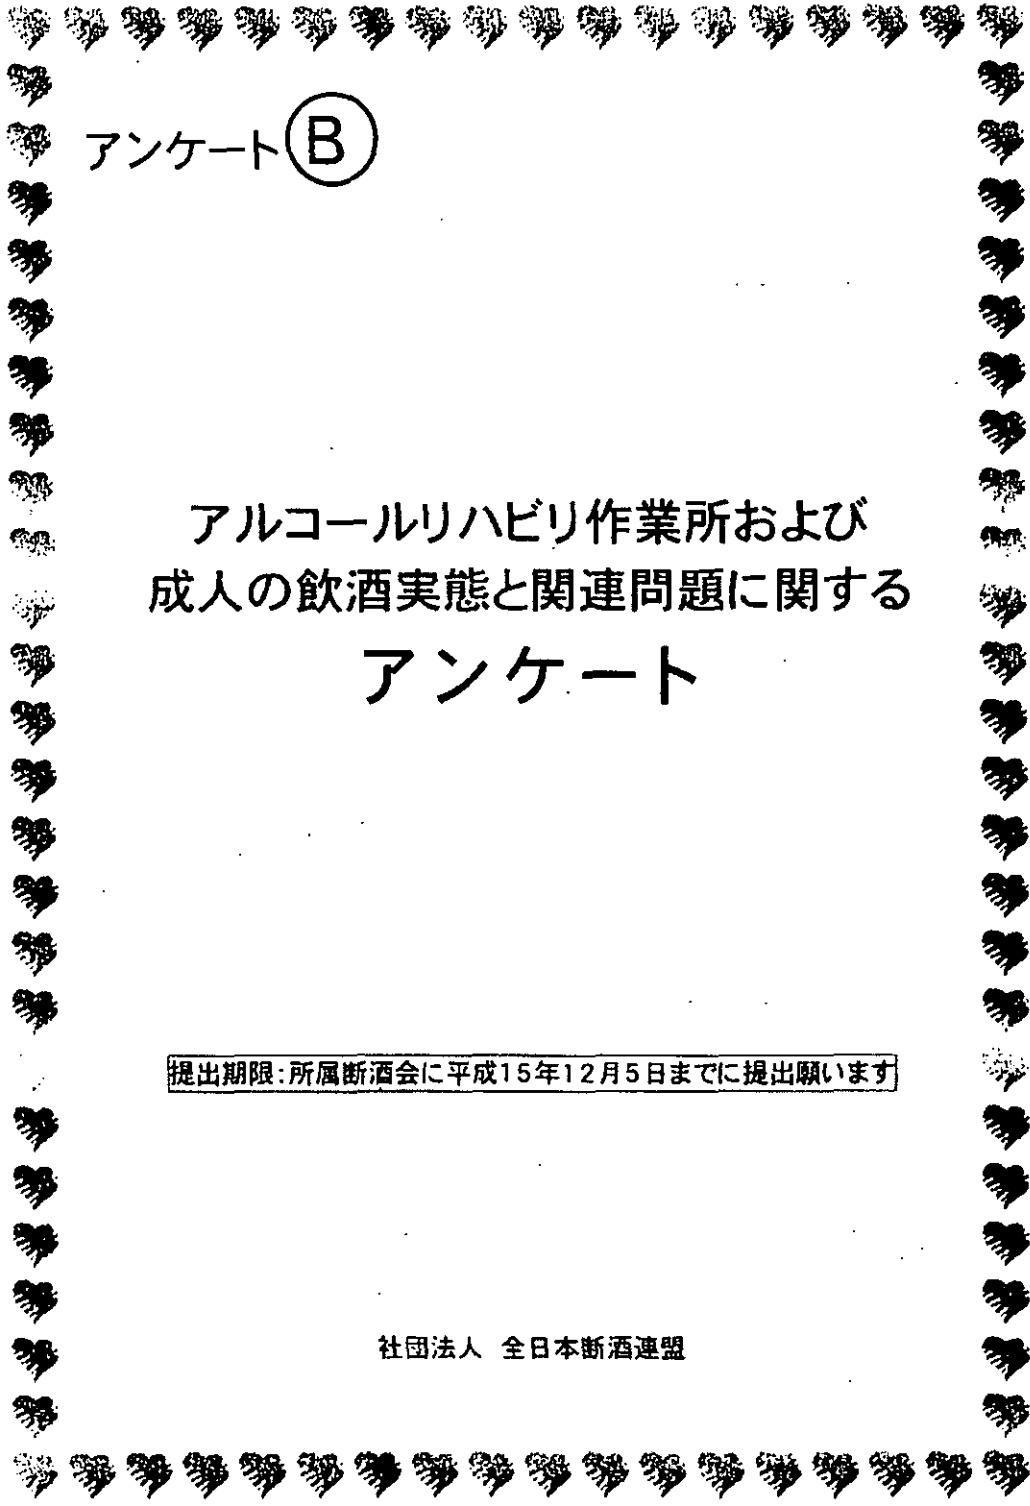 アンケートⒷ
アルコールリハビリ作業所および
成人の飲酒実態と関連問題に関する
アンケート
提出期限:所属断酒会に平成15年12月5日までに提出願います
社団法人 全日本断酒連盟